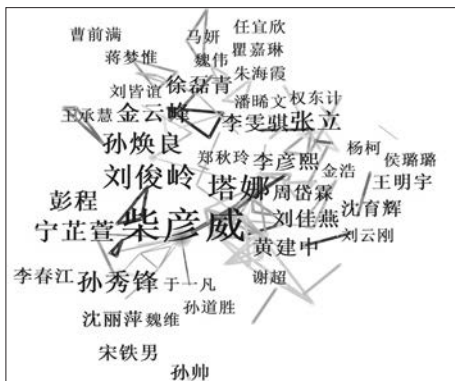 曹前满 马妍 任宜欣
蒋梦惟 魏伟 瞿嘉琳
刘皆谊 徐磊青 朱海霞
王承慧 金云峰 潘晞文 权东计
李雯骐 张立
孙焕良 郑秋玲 李彦熙 杨柯
刘俊岭 塔娜 金浩 侯璐璐
周岱霖 王明宇
彭程 刘佳燕 沈育辉
宁芷萱 柴彦威 黄建中 刘云刚
李春江 孙秀锋 于一凡 谢超
沈丽萍 魏维 孙道胜
宋铁男
孙帅